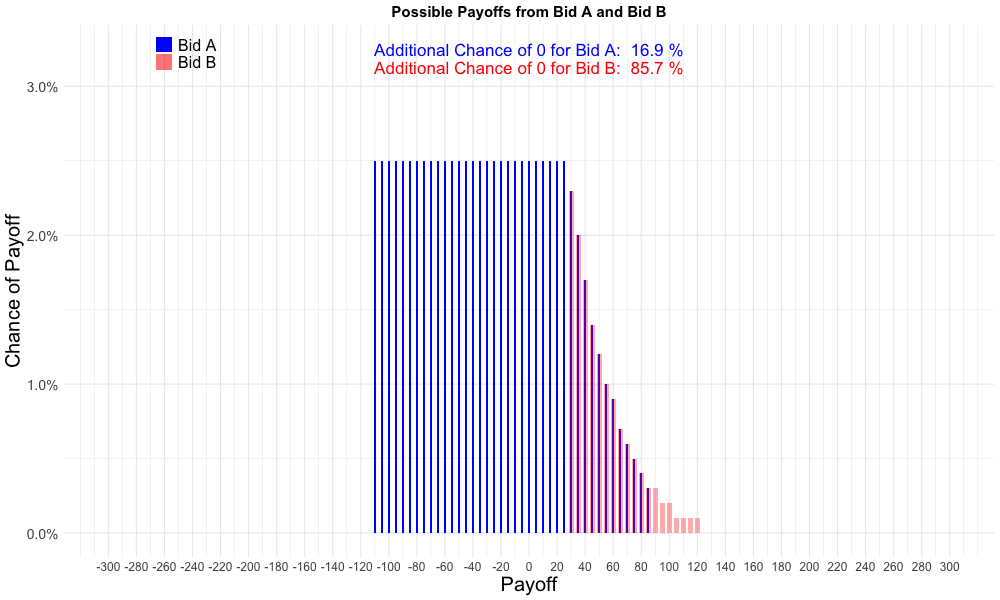 Possible Payoffs from Bid A and Bid B
Bid A
Bid B
Additional Chance of 0 for Bid A: 16.9 %
Additional Chance of 0 for Bid B: 85.7 %
Chance of Payoff
3.0%
2.0%
1.0%
0.0%
-300 -280 -260 -240 -220 -200 -180 -160 -140 -120 -100 -80 -60 -40 -20 0 20 40 60 80 100 120 140 160 180 200 220 240 260 280 300
Payoff